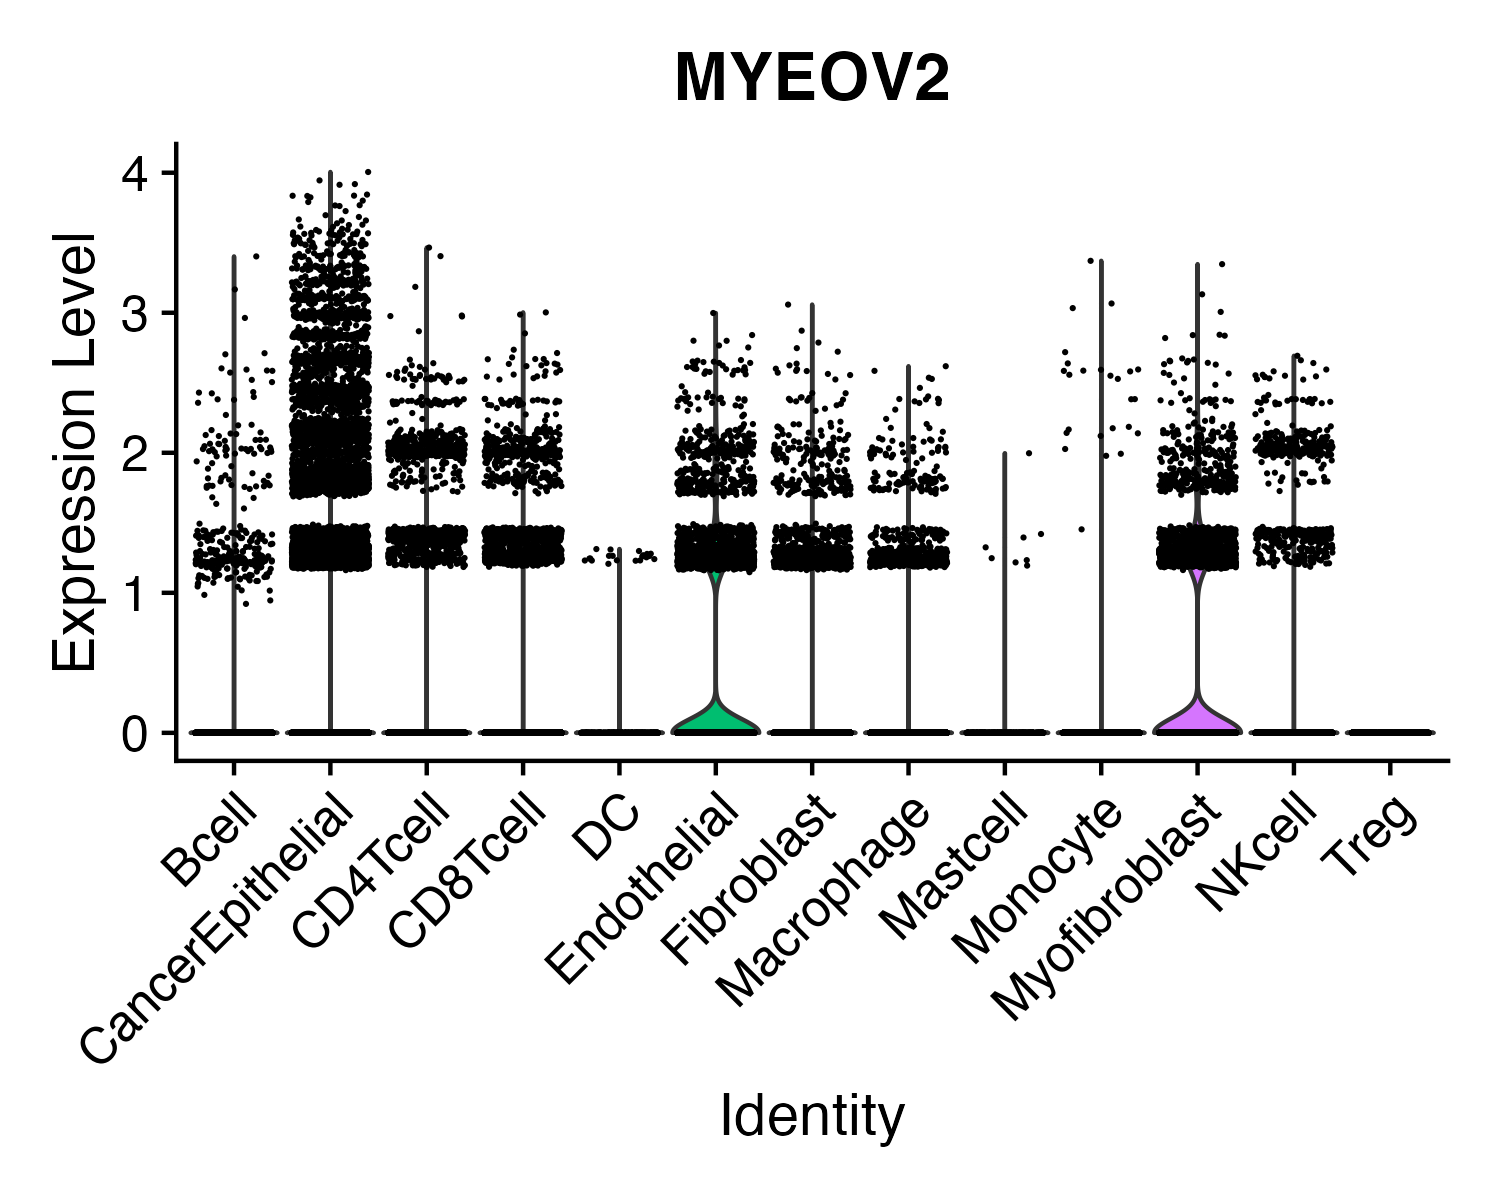 MYEOV2
Expression Level
4
3
2
1
0
Bcell
CancerEpithelial
CD4Tcell
CD8Tcell
DC
Endothelial
Fibroblast
Macrophage
Mastcell
Monocyte
Myofibroblast
NKcell
Treg
Identity